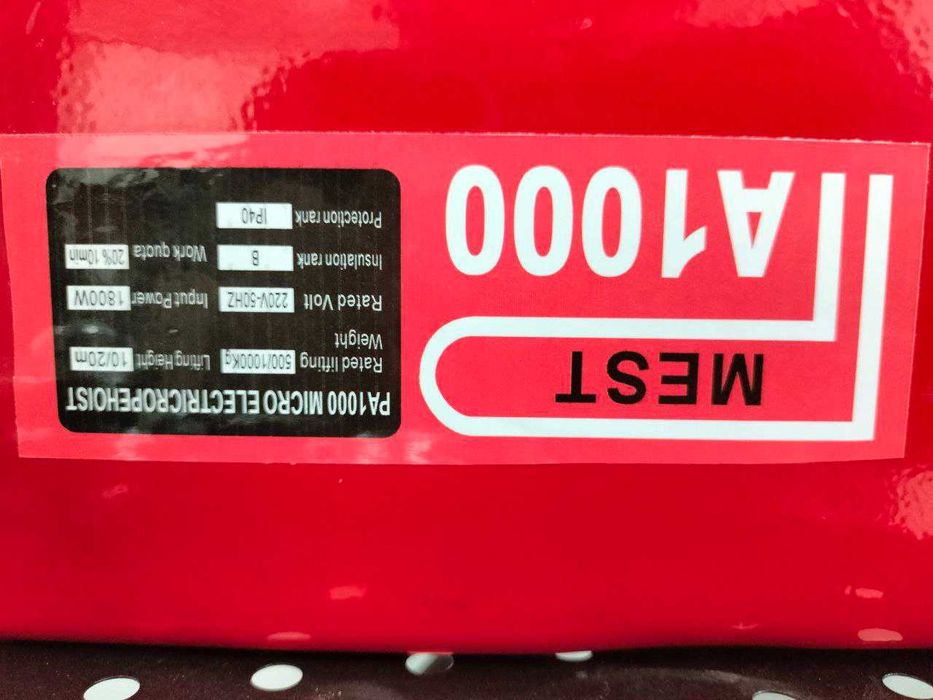 MEST
A1000
PA1000 MICRO ELECTRICROPEHOIST
Rated lifting Weight 500/1000Kg Lifting Height 10/20m
Rated Volt 220V-50HZ Input Power 1800W
Insulation rank B Work quota 20% 10min
Protection rank IP40